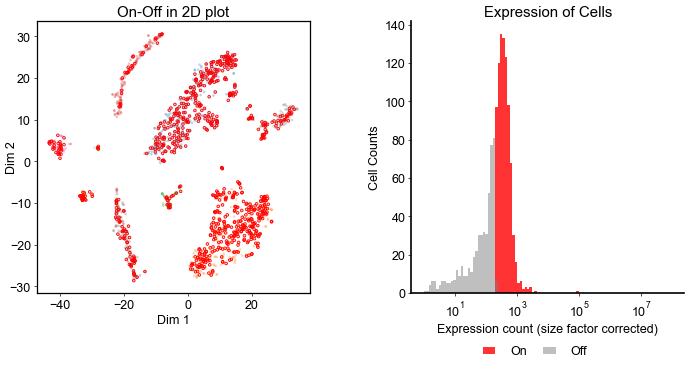 On-Off in 2D plot
30
20
10
0
−10
−20
−30
Dim 2
−40
−20
0
20
Dim 1
Expression of Cells
140
120
100
80
60
40
20
0
Cell Counts
10^1
10^3
10^5
10^7
Expression count (size factor corrected)
On
Off